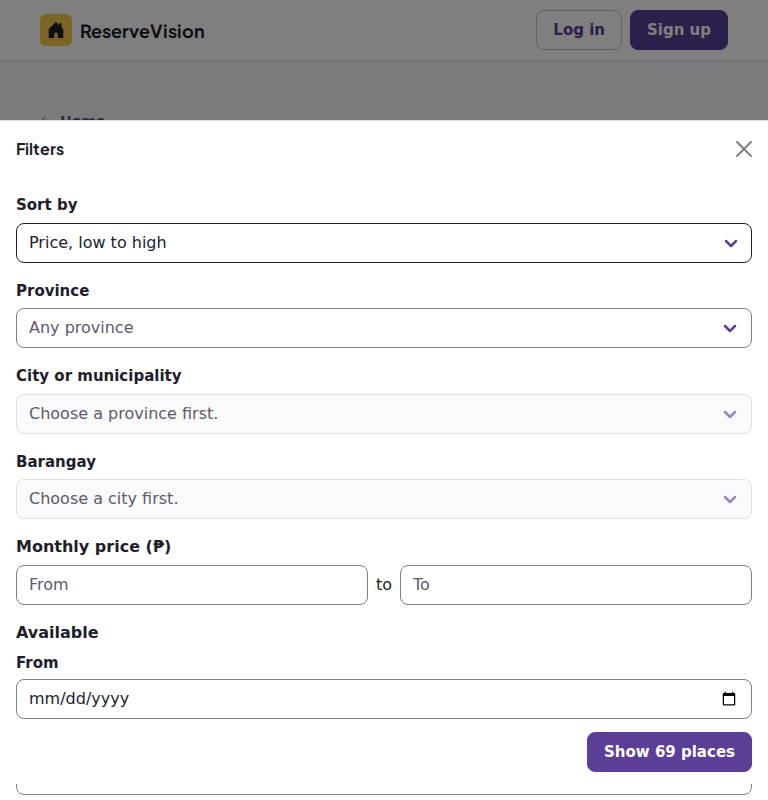 ReserveVision
Log in
Sign up
Home
Filters
Sort by
Price, low to high
Province
Any province
City or municipality
Choose a province first.
Barangay
Choose a city first.
Monthly price (₱)
From
to
To
Available
From
mm/dd/yyyy
Show 69 places